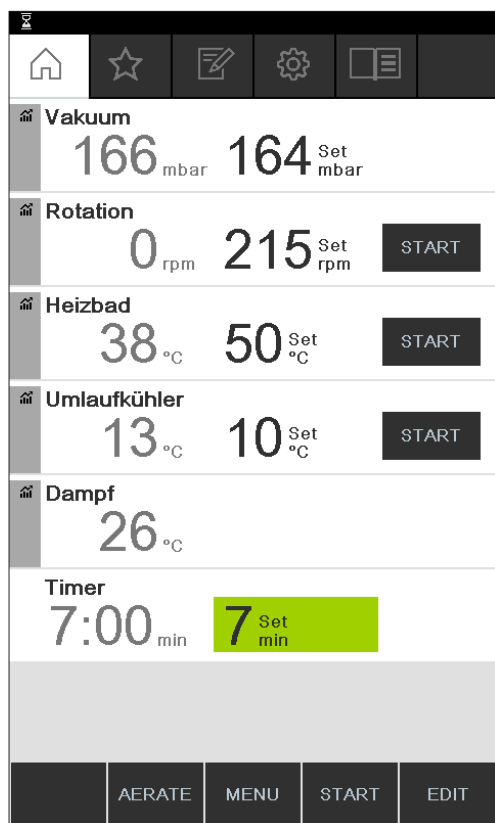 Vakuum
166 mbar 164 Set mbar
Rotation
0 rpm 215 Set rpm START
Heizbad
38 °C 50 Set °C START
Umlaufkühler
13 °C 10 Set °C START
Dampf
26 °C
Timer
7:00 min 7 Set min
AERATE MENU START EDIT